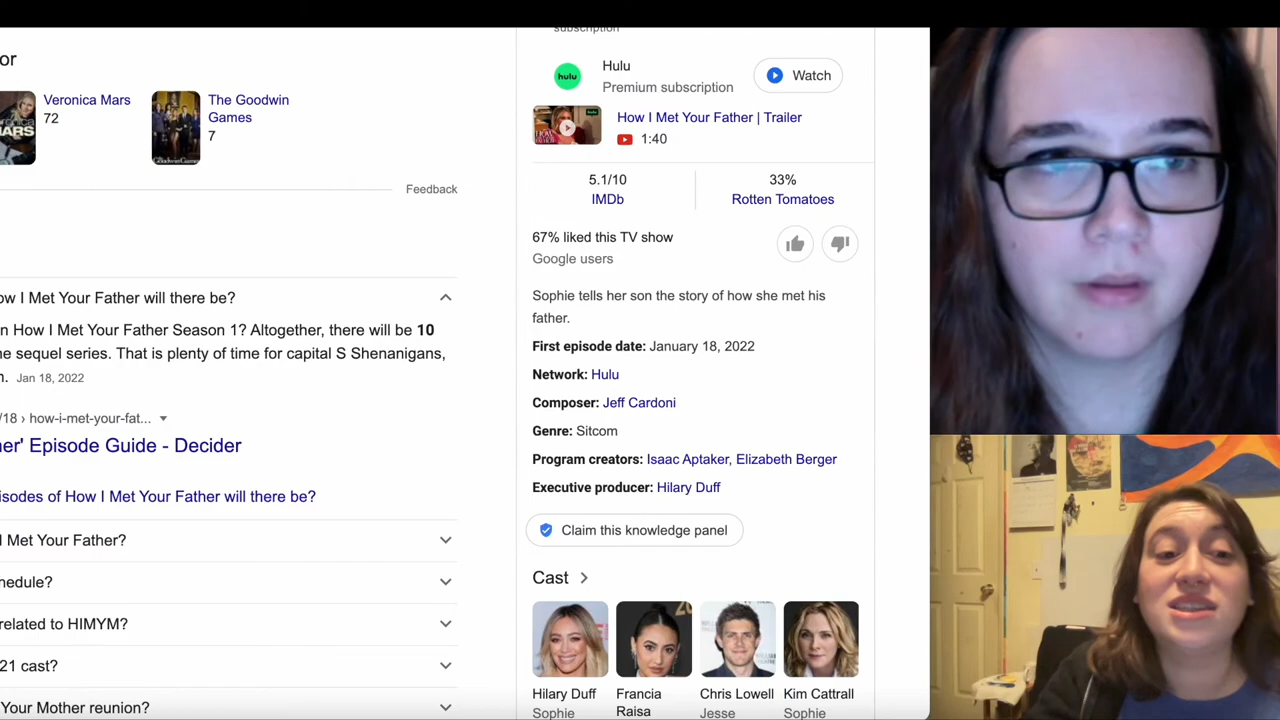 or
Veronica Mars
72
The Goodwin
Games
7
Feedback
ow I Met Your Father will there be?
n How I Met Your Father Season 1? Altogether, there will be 10
ne sequel series. That is plenty of time for capital S Shenanigans,
n. Jan 18, 2022
/18 › how-i-met-your-fat...
ner' Episode Guide - Decider
isodes of How I Met Your Father will there be?
I Met Your Father?
hedule?
related to HIMYM?
21 cast?
Your Mother reunion?
subscription
hulu
Hulu
Premium subscription
Watch
How I Met Your Father | Trailer
1:40
5.1/10
IMDb
33%
Rotten Tomatoes
67% liked this TV show
Google users
Sophie tells her son the story of how she met his
father.
First episode date: January 18, 2022
Network: Hulu
Composer: Jeff Cardoni
Genre: Sitcom
Program creators: Isaac Aptaker, Elizabeth Berger
Executive producer: Hilary Duff
Claim this knowledge panel
Cast
Hilary Duff
Sophie
Francia
Raisa
Chris Lowell
Jesse
Kim Cattrall
Sophie